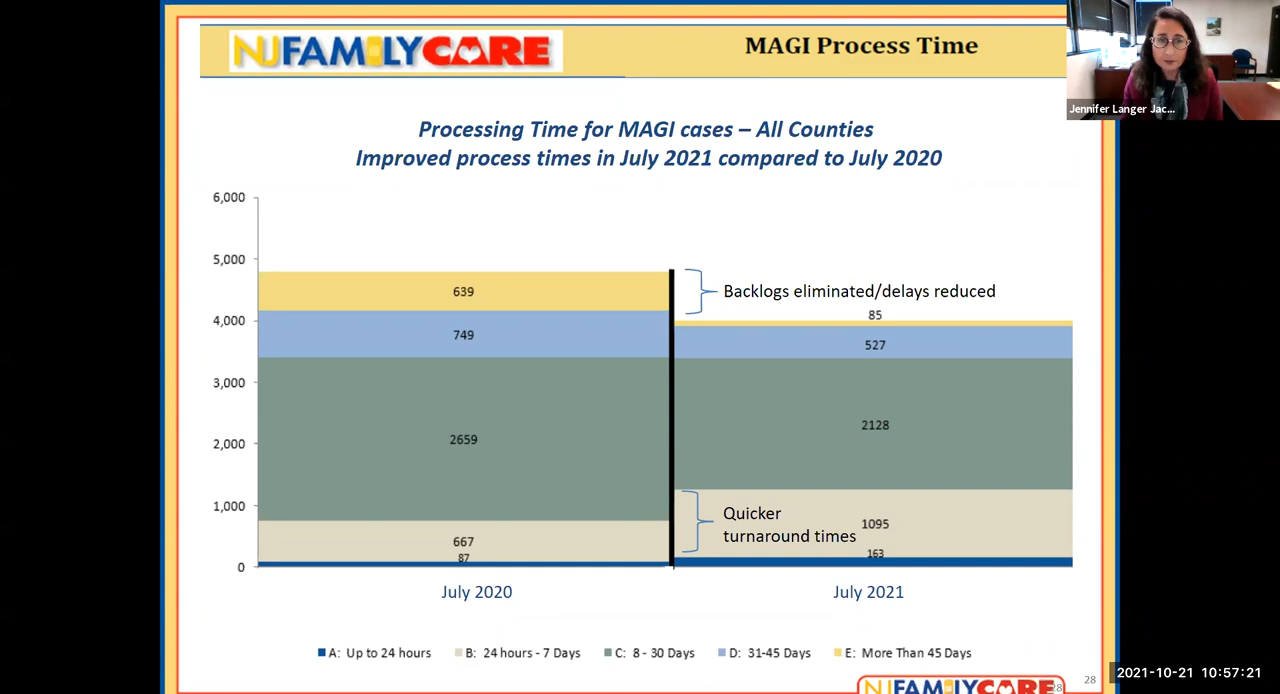 NJFAMILYCARE
MAGI Process Time
Jennifer Langer Jac...
Processing Time for MAGI cases – All Counties
Improved process times in July 2021 compared to July 2020
6,000
5,000
4,000
3,000
2,000
1,000
0
639
749
2659
667
87
Backlogs eliminated/delays reduced
85
527
2128
Quicker
turnaround times
1095
163
July 2020
July 2021
A: Up to 24 hours
B: 24 hours - 7 Days
C: 8 - 30 Days
D: 31-45 Days
E: More Than 45 Days
NJFAMILYCARE
28
28
2021-10-21 10:57:21